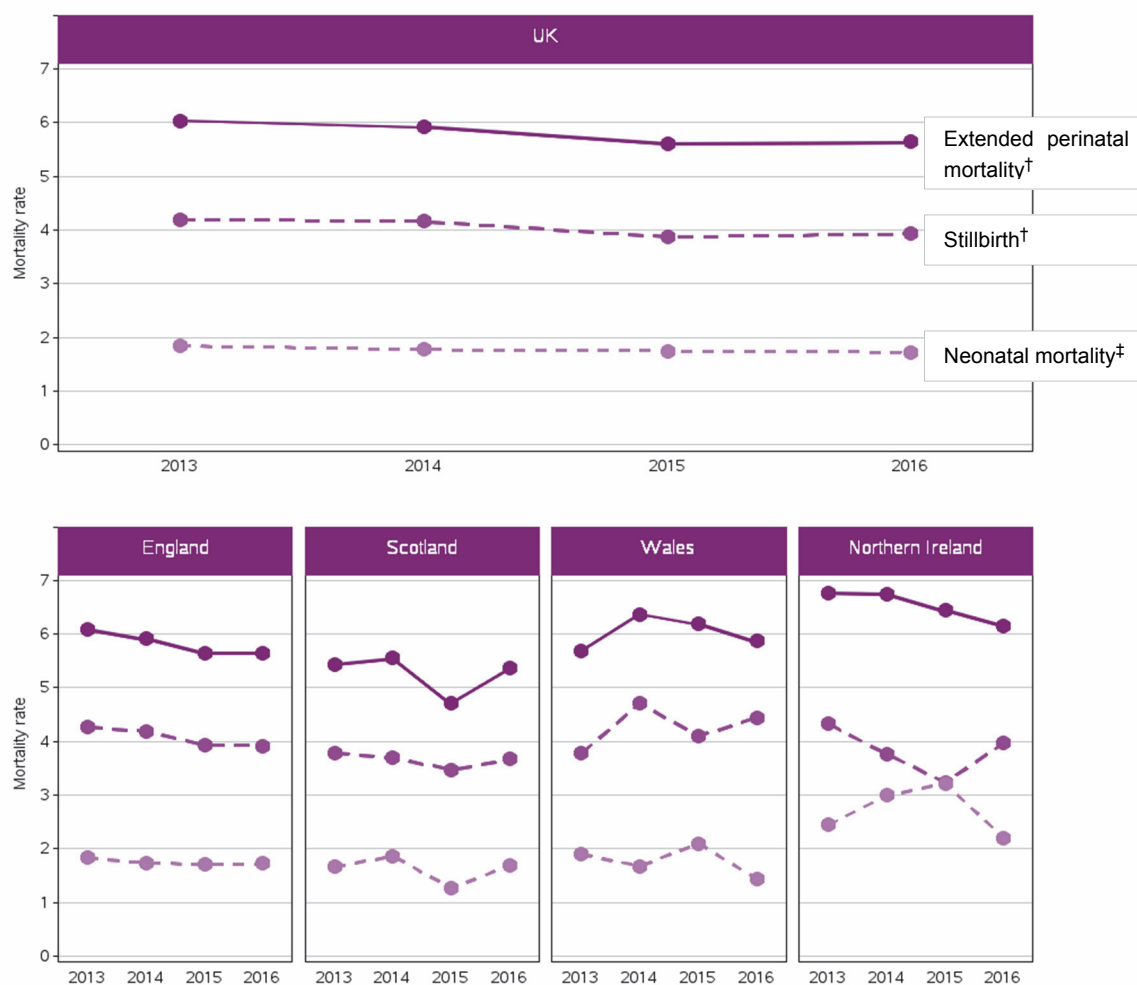 UK
7
6
5
4
3
2
1
0
Mortality rate
Extended perinatal
mortality†
Stillbirth†
Neonatal mortality‡
2013 2014 2015 2016
England Scotland Wales Northern Ireland
7
6
5
4
3
2
1
0
Mortality rate
2013 2014 2015 2016 2013 2014 2015 2016 2013 2014 2015 2016 2013 2014 2015 2016